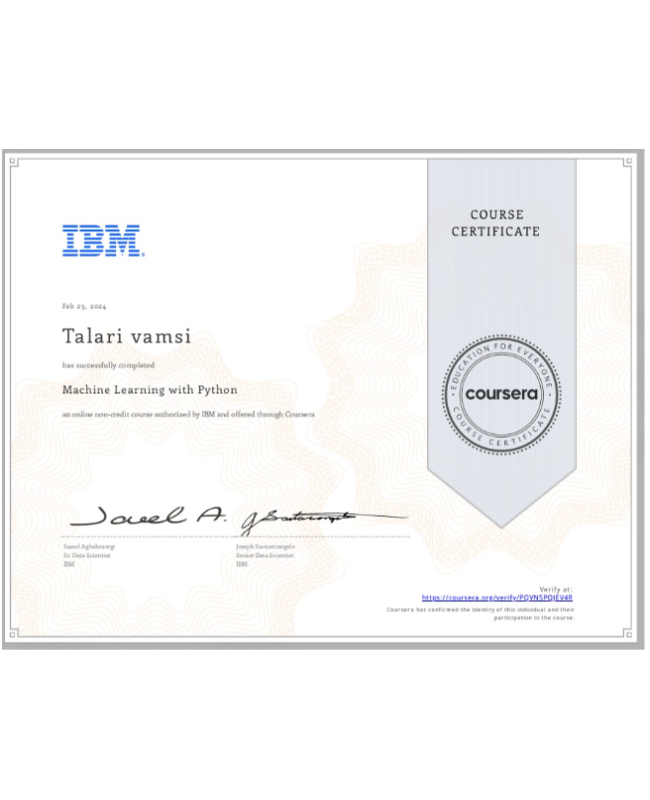 COURSE
CERTIFICATE
IBM
Feb 23, 2024
Talari vamsi
has successfully completed
Machine Learning with Python
an online non-credit course authorized by IBM and offered through Coursera
EDUCATION FOR EVERYONE
coursera
COURSE CERTIFICATE
Saeed Aghabozorgi
Sr. Data Scientist
IBM
Joseph Santarcangelo
Senior Data Scientist
IBM
Verify at:
https://coursera.org/verify/PQVN5PQJEV4R
Coursera has confirmed the identity of this individual and their
participation in the course.